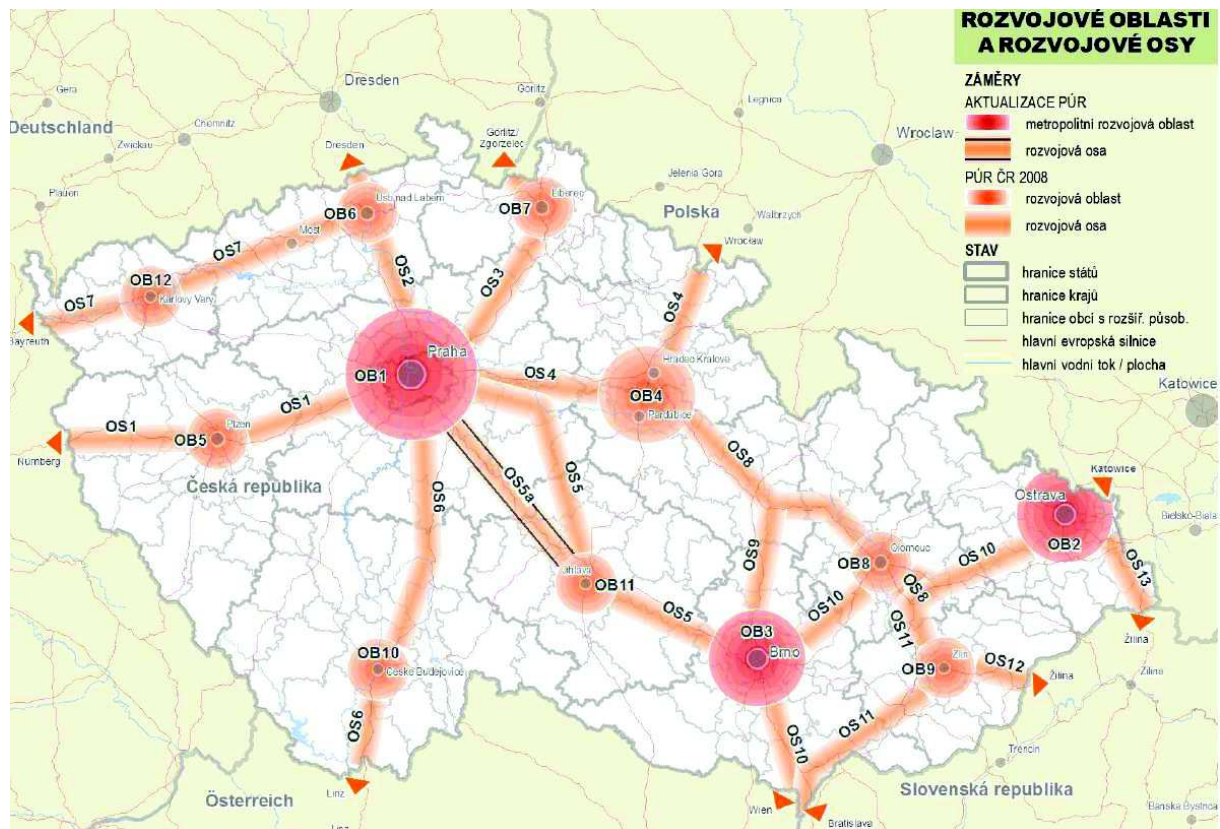 ROZVOJOVÉ OBLASTI
A ROZVOJOVÉ OSY
ZÁMĚRY
AKTUALIZACE PÚR
metropolitní rozvojová oblast
rozvojová osa
PÚR ČR 2008
rozvojová oblast
rozvojová osa
STAV
hranice států
hranice krajů
hranice obcí s rozšíř. působ.
hlavní evropská silnice
hlavní vodní tok / plocha
Dresden
Gera
Görlitz
Legnica
Deutschland
Chemnitz
Wroclaw
Zwickau
Dresden
Görlitz/
Zgorzelec
Plauen
Jelenia Gora
Ústí nad Labem
OB6
Liberec
OB7
Polska
Walbrzych
Most
Wrocław
OS7
OS2
OS3
OB12
Karlovy Vary
OS7
OS4
Bayreuth
Praha
OB1
Hradec Králové
OS4
OB4
Pardubice
Katowice
OS1
OS1
Plzeň
OB5
Nürnberg
Česká republika
OS8
OS6
OS5a
OS5
Katowice
Ostrava
Bielsko-Biala
OB2
OS9
Olomouc
OB8
OS10
OS13
Jihlava
OB11
OS5
OS10
OS8
OS11
Žilina
OB3
Brno
OB10
České Budějovice
Zlín
OB9
OS12
Žilina
Žilina
OS6
OS10
OS11
Trencin
Linz
Österreich
Slovenská republika
Wien
Bratislava
Banska Bystrica
Linz